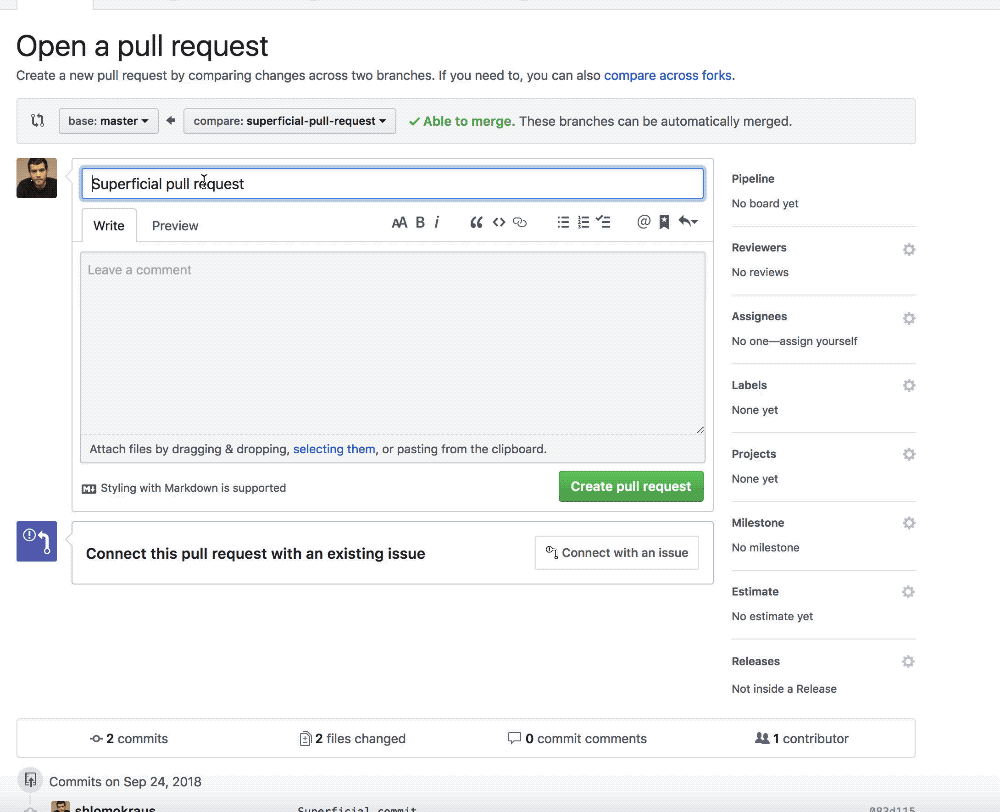 Open a pull request
Create a new pull request by comparing changes across two branches. If you need to, you can also compare across forks.
base: master compare: superficial-pull-request Able to merge. These branches can be automatically merged.
Superficial pull request
Write Preview AA B i @
Leave a comment
Attach files by dragging & dropping, selecting them, or pasting from the clipboard.
Styling with Markdown is supported
Create pull request
Connect this pull request with an existing issue
Connect with an issue
Pipeline
No board yet
Reviewers
No reviews
Assignees
No one—assign yourself
Labels
None yet
Projects
None yet
Milestone
No milestone
Estimate
No estimate yet
Releases
Not inside a Release
2 commits 2 files changed 0 commit comments 1 contributor
Commits on Sep 24, 2018
shlomokraus Superficial commit